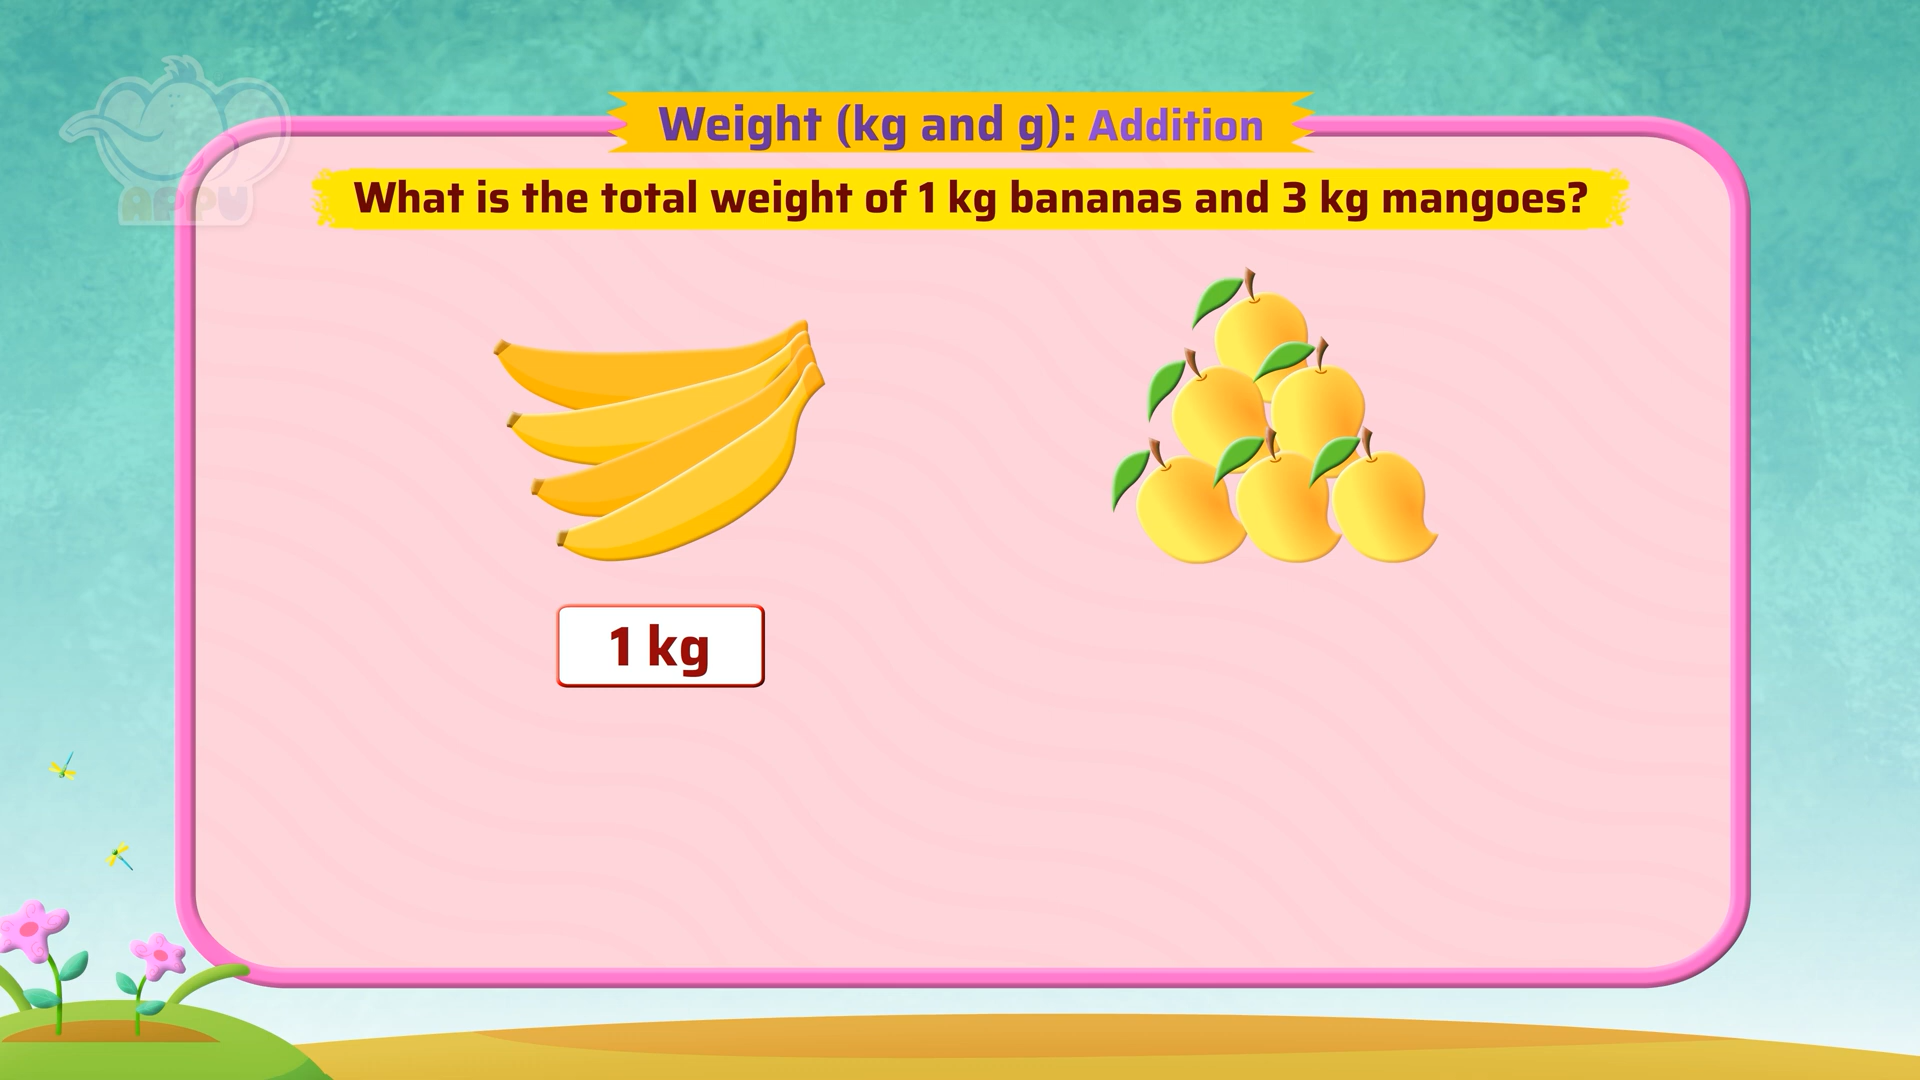 Weight (kg and g): Addition
What is the total weight of 1 kg bananas and 3 kg mangoes?
APPU
1 kg